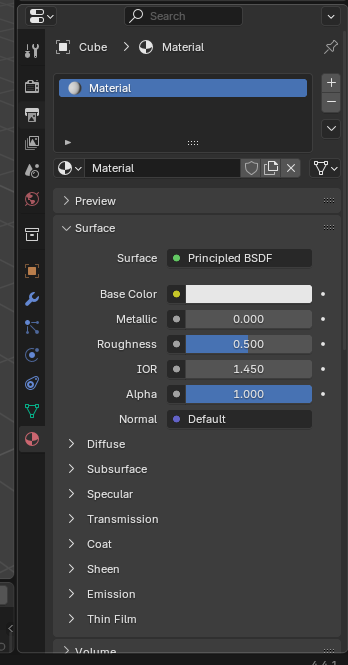 Search
Cube > Material
Material
Material
Preview
Surface
Surface Principled BSDF
Base Color
Metallic 0.000
Roughness 0.500
IOR 1.450
Alpha 1.000
Normal Default
Diffuse
Subsurface
Specular
Transmission
Coat
Sheen
Emission
Thin Film
Volume